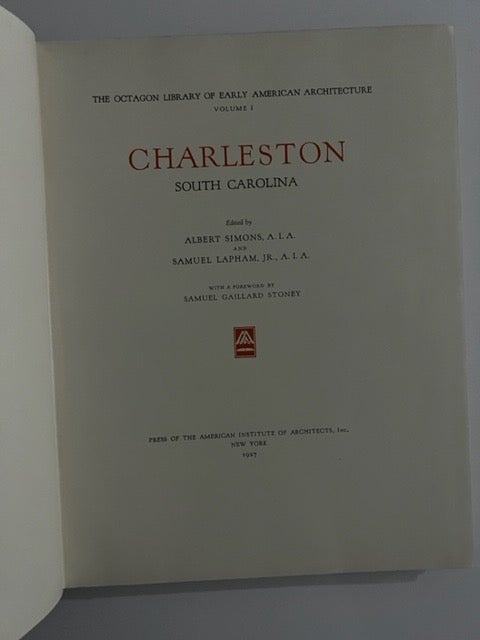 THE OCTAGON LIBRARY OF EARLY AMERICAN ARCHITECTURE
VOLUME I
CHARLESTON
SOUTH CAROLINA
Edited by
ALBERT SIMONS, A. I. A.
AND
SAMUEL LAPHAM, JR., A. I. A.
WITH A FOREWORD BY
SAMUEL GAILLARD STONEY
PRESS OF THE AMERICAN INSTITUTE OF ARCHITECTS, Inc.
NEW YORK
1927